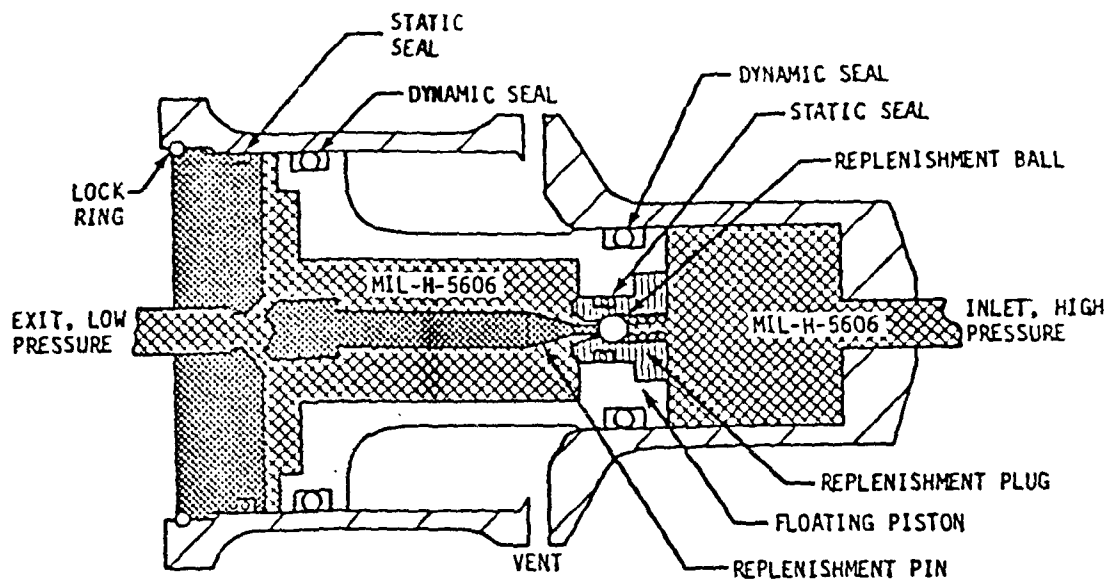 STATIC
SEAL
DYNAMIC SEAL
DYNAMIC SEAL
STATIC SEAL
REPLENISHMENT BALL
LOCK
RING
MIL-H-5606
EXIT, LOW
PRESSURE
MIL-H-5606
INLET, HIGH
PRESSURE
REPLENISHMENT PLUG
FLOATING PISTON
VENT
REPLENISHMENT PIN